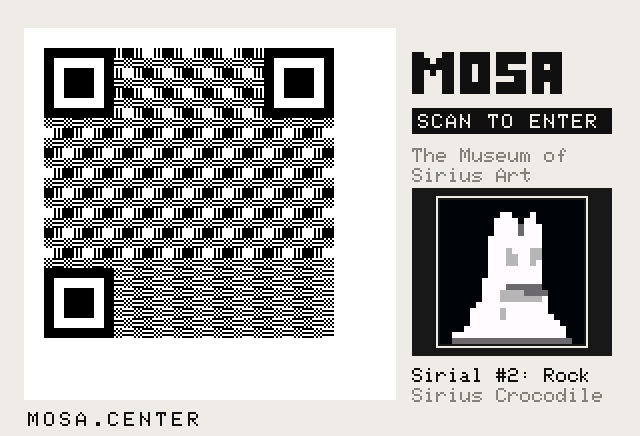 MOSA
SCAN TO ENTER
The Museum of
Sirius Art
Sirial #2: Rock
Sirius Crocodile
MOSA.CENTER